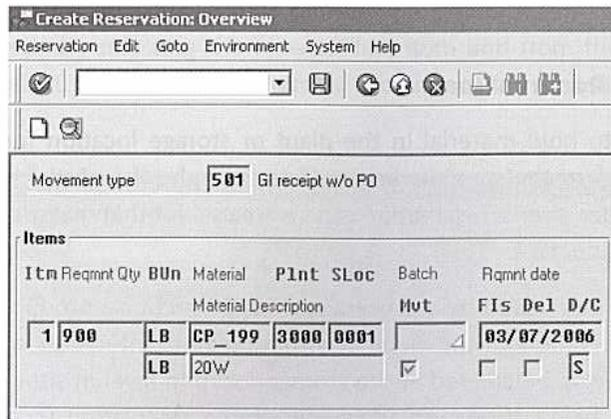 Create Reservation: Overview
Reservation Edit Goto Environment System Help
Movement type 501 GI receipt w/o PO
Items
Itm Reqmnt Qty BUn Material Plnt SLoc Batch Rqmnt date
Material Description Mvt FIs Del D/C
1 900 LB CP_199 3000 0001 03/07/2006
LB 20W S